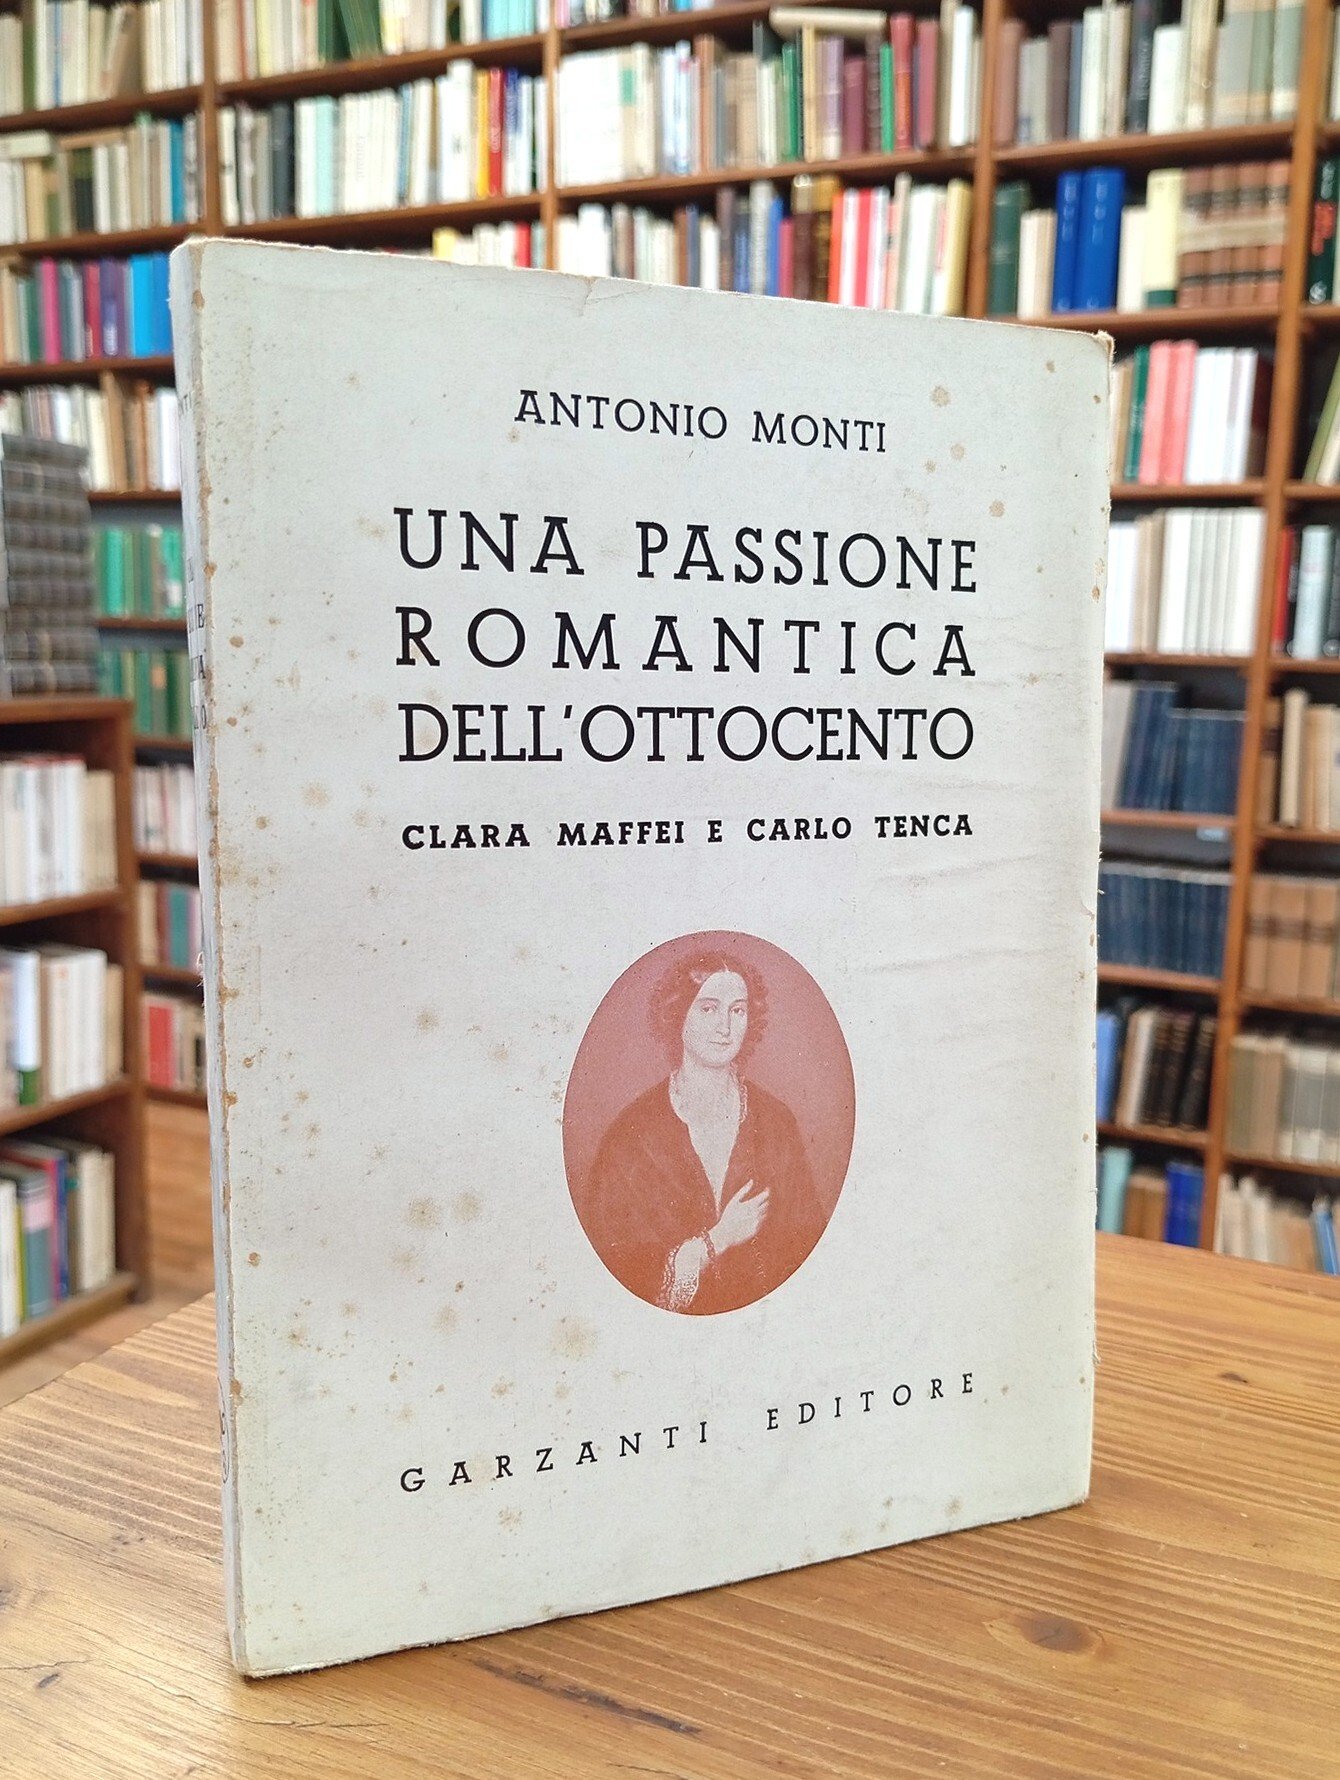 ANTONIO MONTI
UNA PASSIONE
ROMANTICA
DELL'OTTOCENTO
CLARA MAFFEI E CARLO TENCA
GARZANTI EDITORE